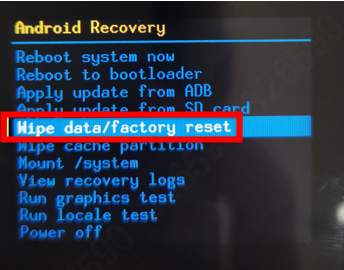 Android Recovery
Reboot system now
Reboot to bootloader
Apply update from ADB
Apply update from SD card
Wipe data/factory reset
Wipe cache partition
Mount /system
View recovery logs
Run graphics test
Run locale test
Power off